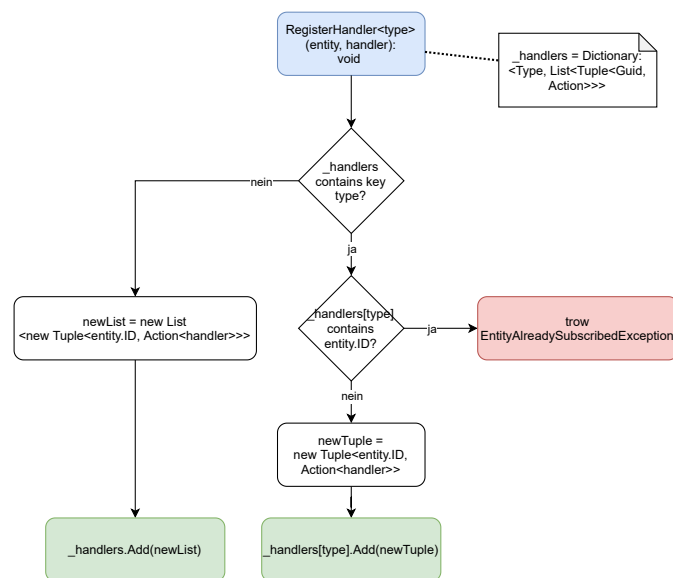 RegisterHandler<type>
(entity, handler):
void
_handlers = Dictionary:
<Type, List<Tuple<Guid,
Action>>>
_handlers
contains key
type?
nein
ja
newList = new List
<new Tuple<entity.ID, Action<handler>>>
_handlers[type]
contains
entity.ID?
ja
trow
EntityAlreadySubscribedException
nein
newTuple =
new Tuple<entity.ID,
Action<handler>>
_handlers.Add(newList)
_handlers[type].Add(newTuple)